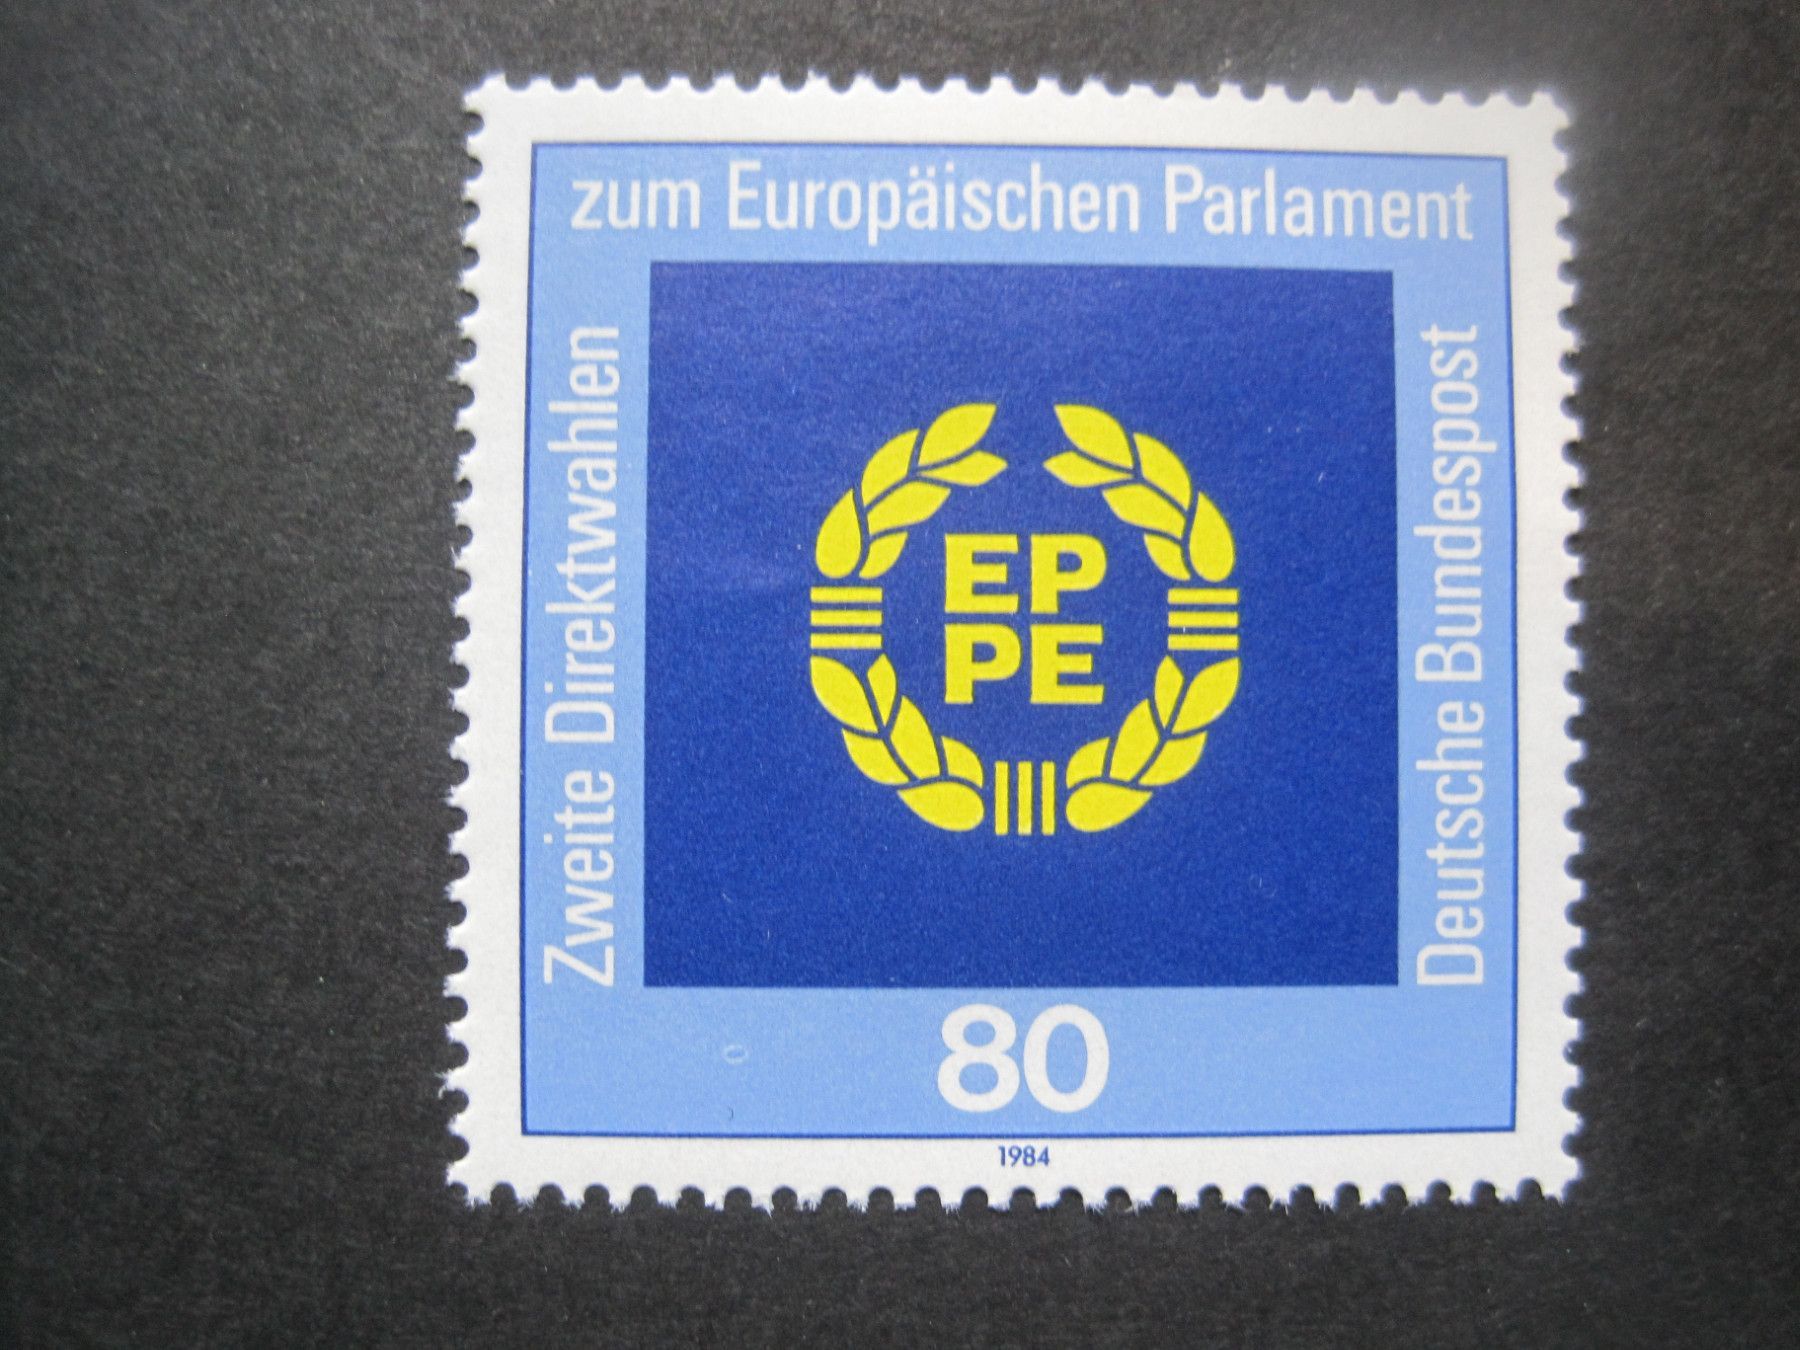 Zweite Direktwahlen
zum Europäischen Parlament
Deutsche Bundespost
EP
PE
80
1984